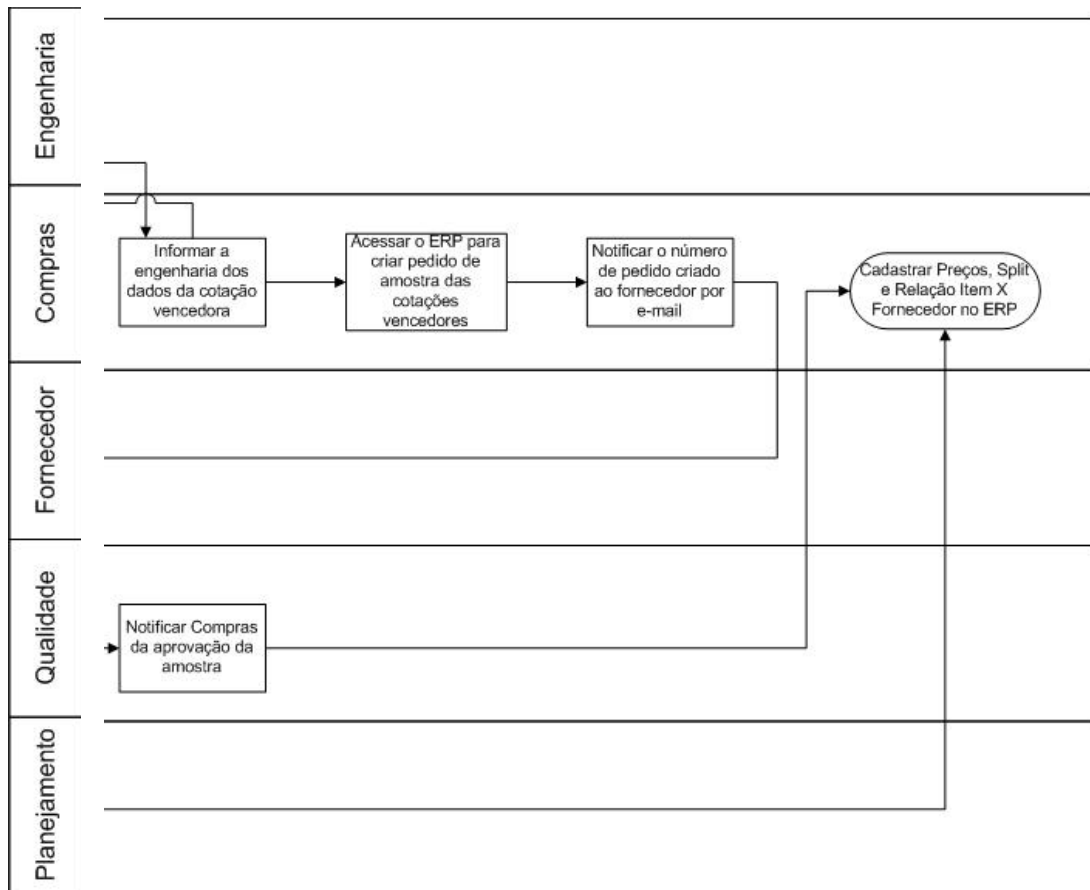 Engenharia
Compras
Informar a
engenharia dos
dados da cotação
vencedora
Acessar o ERP para
criar pedido de
amostra das
cotações
vencedores
Notificar o número
de pedido criado
ao fornecedor por
e-mail
Cadastrar Preços, Split
e Relação Item X
Fornecedor no ERP
Fornecedor
Qualidade
Notificar Compras
da aprovação da
amostra
Planejamento